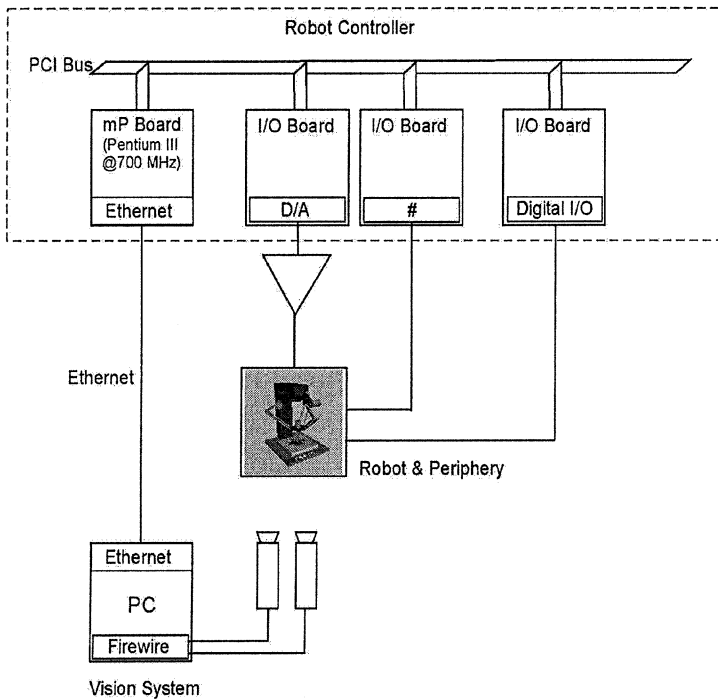 Robot Controller
PCI Bus
mP Board
(Pentium III
@700 MHz)
Ethernet
I/O Board
D/A
I/O Board
#
I/O Board
Digital I/O
Ethernet
Robot & Periphery
Ethernet
PC
Firewire
Vision System